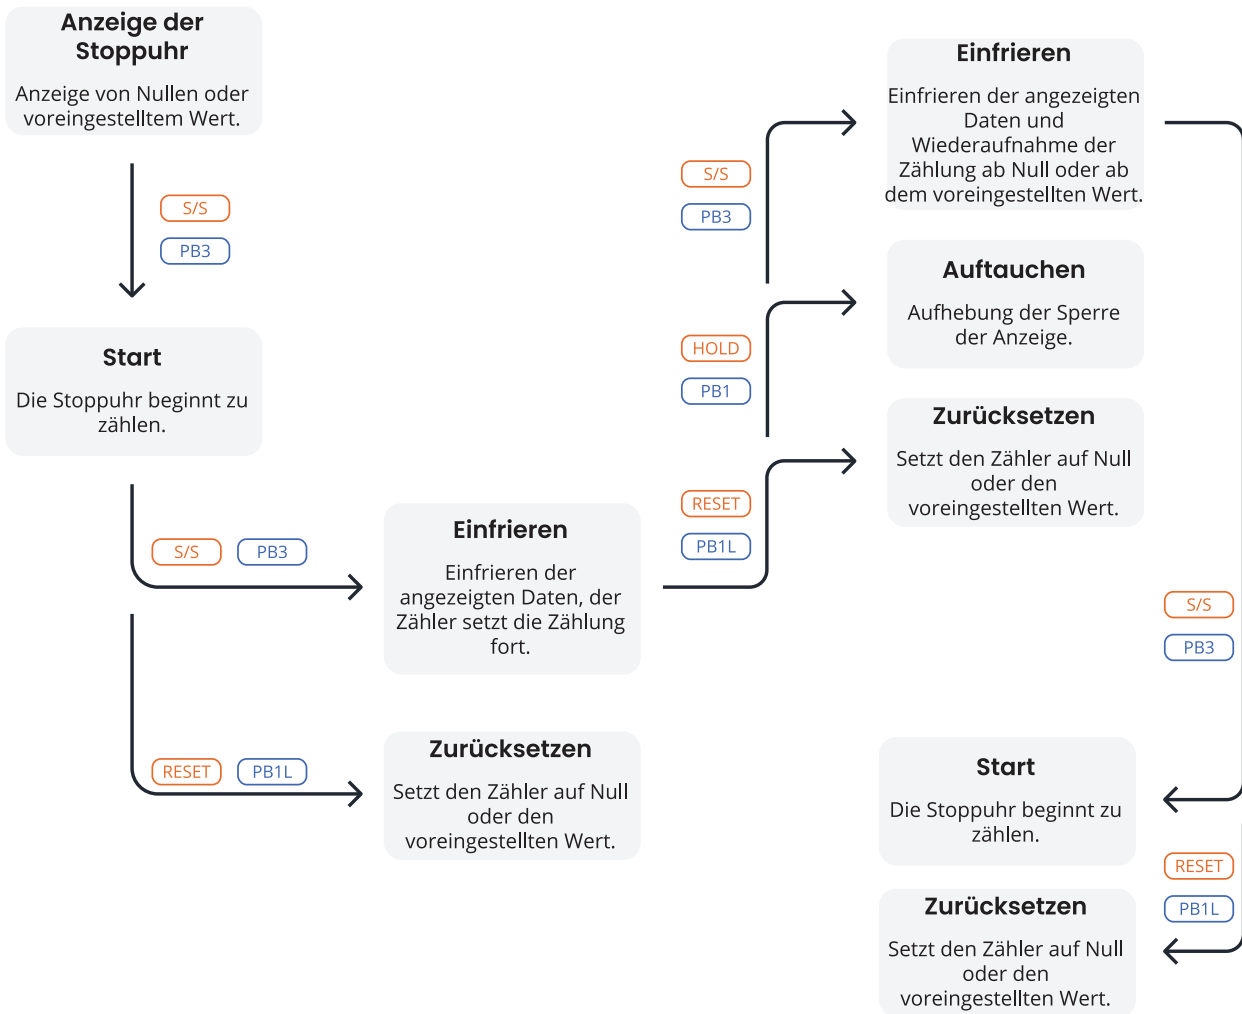 Anzeige der
Stoppuhr
Anzeige von Nullen oder
voreingestelltem Wert.
S/S
PB3
Start
Die Stoppuhr beginnt zu
zählen.
S/S PB3
Einfrieren
Einfrieren der
angezeigten Daten, der
Zähler setzt die Zählung
fort.
RESET PB1L
Zurücksetzen
Setzt den Zähler auf Null
oder den
voreingestellten Wert.
S/S
PB3
Einfrieren
Einfrieren der angezeigten
Daten und
Wiederaufnahme der
Zählung ab Null oder ab
dem voreingestellten Wert.
HOLD
PB1
Auftauchen
Aufhebung der Sperre
der Anzeige.
RESET
PB1L
Zurücksetzen
Setzt den Zähler auf Null
oder den
voreingestellten Wert.
S/S
PB3
Start
Die Stoppuhr beginnt zu
zählen.
RESET
PB1L
Zurücksetzen
Setzt den Zähler auf Null
oder den
voreingestellten Wert.